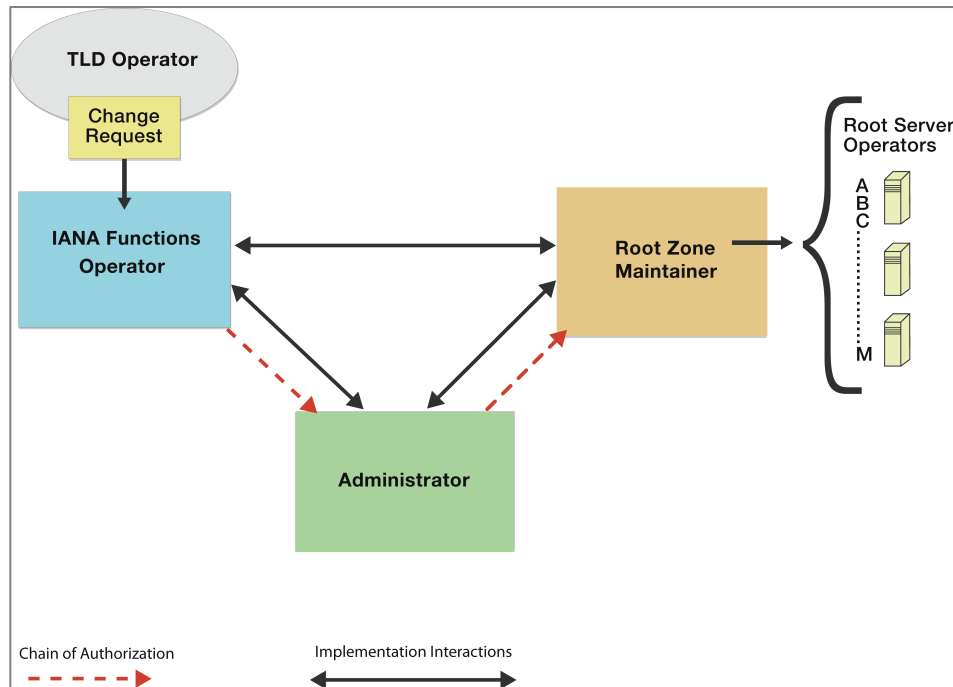 TLD Operator
Change
Request
IANA Functions
Operator
Root Zone
Maintainer
Root Server
Operators
A
B
C
M
Administrator
Chain of Authorization
Implementation Interactions